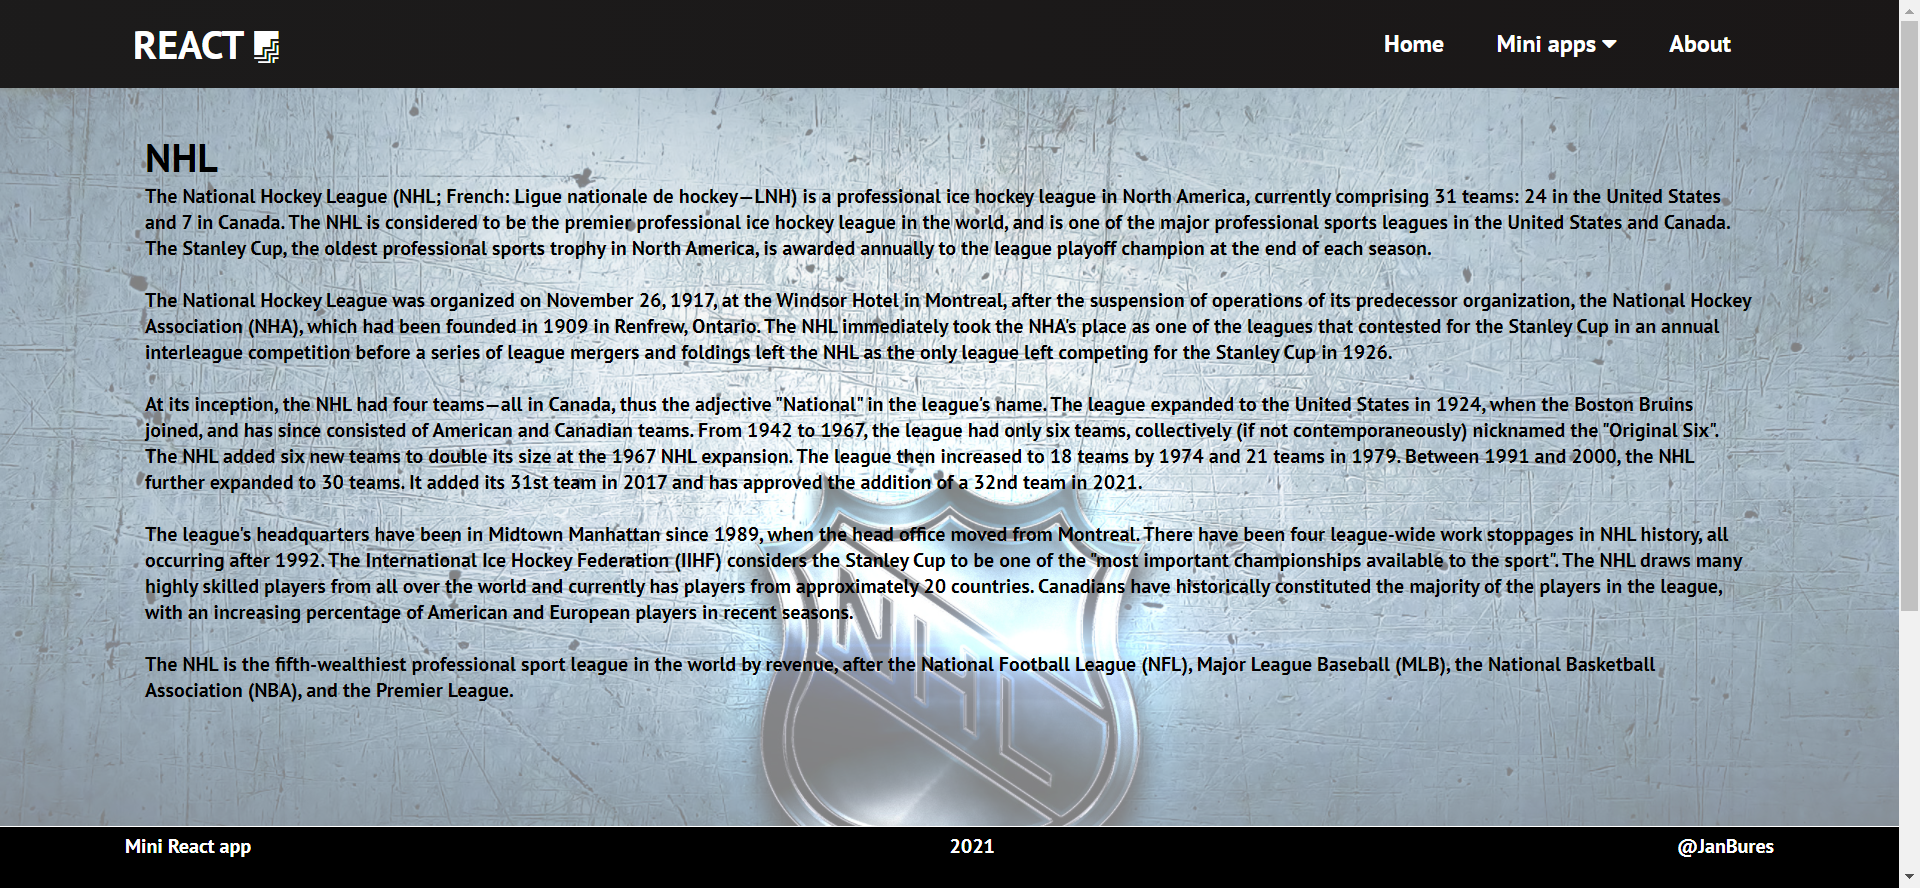 REACT
Home
Mini apps
About
NHL
The National Hockey League (NHL; French: Ligue nationale de hockey—LNH) is a professional ice hockey league in North America, currently comprising 31 teams: 24 in the United States
and 7 in Canada. The NHL is considered to be the premier professional ice hockey league in the world, and is one of the major professional sports leagues in the United States and Canada.
The Stanley Cup, the oldest professional sports trophy in North America, is awarded annually to the league playoff champion at the end of each season.
The National Hockey League was organized on November 26, 1917, at the Windsor Hotel in Montreal, after the suspension of operations of its predecessor organization, the National Hockey
Association (NHA), which had been founded in 1909 in Renfrew, Ontario. The NHL immediately took the NHA's place as one of the leagues that contested for the Stanley Cup in an annual
interleague competition before a series of league mergers and foldings left the NHL as the only league left competing for the Stanley Cup in 1926.
At its inception, the NHL had four teams—all in Canada, thus the adjective "National" in the league's name. The league expanded to the United States in 1924, when the Boston Bruins
joined, and has since consisted of American and Canadian teams. From 1942 to 1967, the league had only six teams, collectively (if not contemporaneously) nicknamed the "Original Six".
The NHL added six new teams to double its size at the 1967 NHL expansion. The league then increased to 18 teams by 1974 and 21 teams in 1979. Between 1991 and 2000, the NHL
further expanded to 30 teams. It added its 31st team in 2017 and has approved the addition of a 32nd team in 2021.
The league's headquarters have been in Midtown Manhattan since 1989, when the head office moved from Montreal. There have been four league-wide work stoppages in NHL history, all
occurring after 1992. The International Ice Hockey Federation (IIHF) considers the Stanley Cup to be one of the "most important championships available to the sport". The NHL draws many
highly skilled players from all over the world and currently has players from approximately 20 countries. Canadians have historically constituted the majority of the players in the league,
with an increasing percentage of American and European players in recent seasons.
The NHL is the fifth-wealthiest professional sport league in the world by revenue, after the National Football League (NFL), Major League Baseball (MLB), the National Basketball
Association (NBA), and the Premier League.
NHL
Mini React app
2021
@JanBures